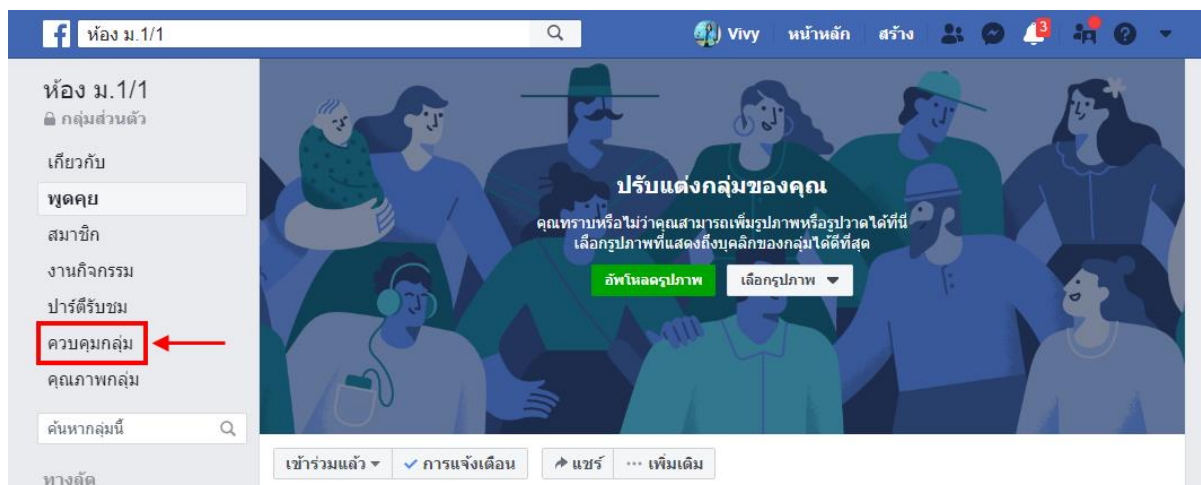 f ห้อง ม.1/1 Vivy หน้าหลัก สร้าง 3
ห้อง ม.1/1
กลุ่มส่วนตัว
เกี่ยวกับ
พูดคุย
สมาชิก
งานกิจกรรม
ปาร์ตี้รับชม
ควบคุมกลุ่ม
คุณภาพกลุ่ม
ค้นหากลุ่มนี้
ทางลัด
ปรับแต่งกลุ่มของคุณ
คุณทราบหรือไม่ว่าคุณสามารถเพิ่มรูปภาพหรือรูปวาดได้ที่นี่
เลือกรูปภาพที่แสดงถึงบุคลิกของกลุ่มได้ดีที่สุด
อัพโหลดรูปภาพ เลือกรูปภาพ
เข้าร่วมแล้ว การแจ้งเตือน แชร์ ... เพิ่มเติม